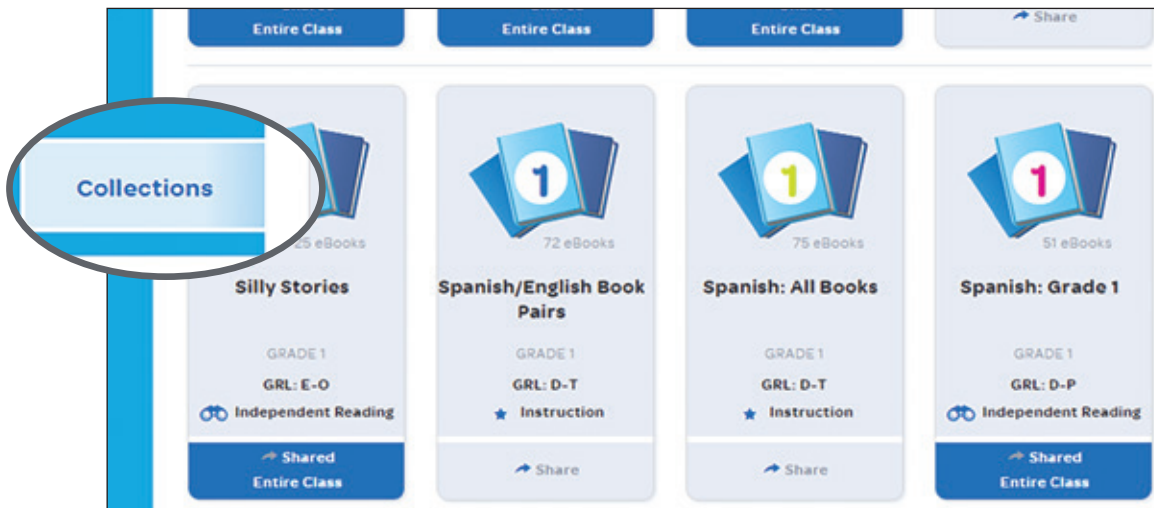 Entire Class
Entire Class
Entire Class
Share
Collections
25 eBooks
Silly Stories
GRADE 1
GRL: E-O
Independent Reading
Shared
Entire Class
1
72 eBooks
Spanish/English Book
Pairs
GRADE 1
GRL: D-T
Instruction
Share
1
75 eBooks
Spanish: All Books
GRADE 1
GRL: D-T
Instruction
Share
1
51 eBooks
Spanish: Grade 1
GRADE 1
GRL: D-P
Independent Reading
Shared
Entire Class